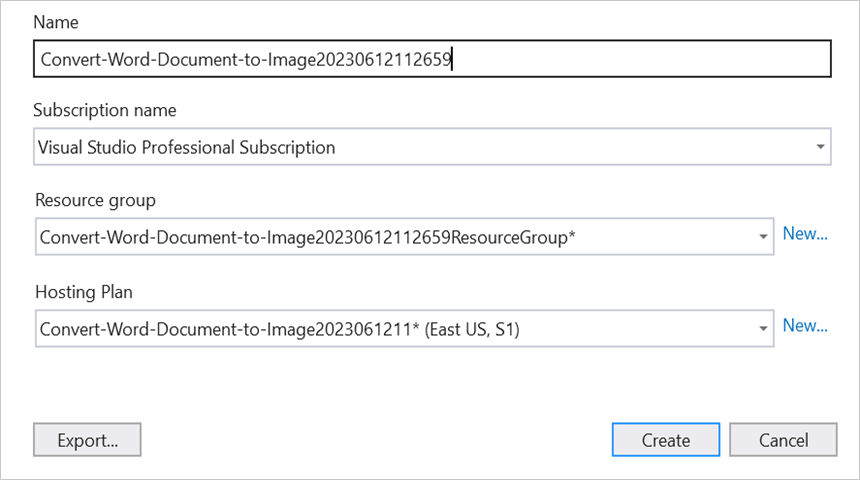 Name
Convert-Word-Document-to-Image20230612112659
Subscription name
Visual Studio Professional Subscription
Resource group
Convert-Word-Document-to-Image20230612112659ResourceGroup*
New...
Hosting Plan
Convert-Word-Document-to-Image2023061211* (East US, S1)
New...
Export...
Create
Cancel